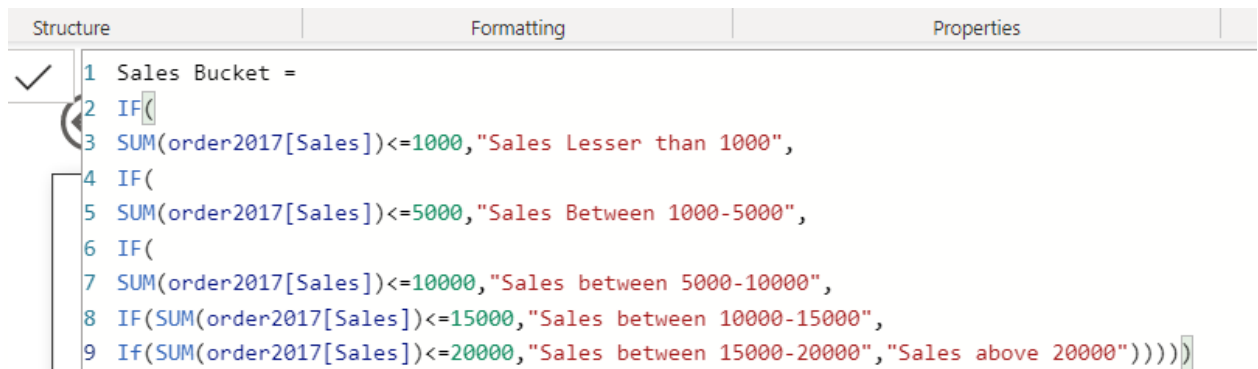 Structure Formatting Properties
1 Sales Bucket =
2 IF(
3 SUM(order2017[Sales])<=1000,"Sales Lesser than 1000",
4 IF(
5 SUM(order2017[Sales])<=5000,"Sales Between 1000-5000",
6 IF(
7 SUM(order2017[Sales])<=10000,"Sales between 5000-10000",
8 IF(SUM(order2017[Sales])<=15000,"Sales between 10000-15000",
9 If(SUM(order2017[Sales])<=20000,"Sales between 15000-20000","Sales above 20000")))))